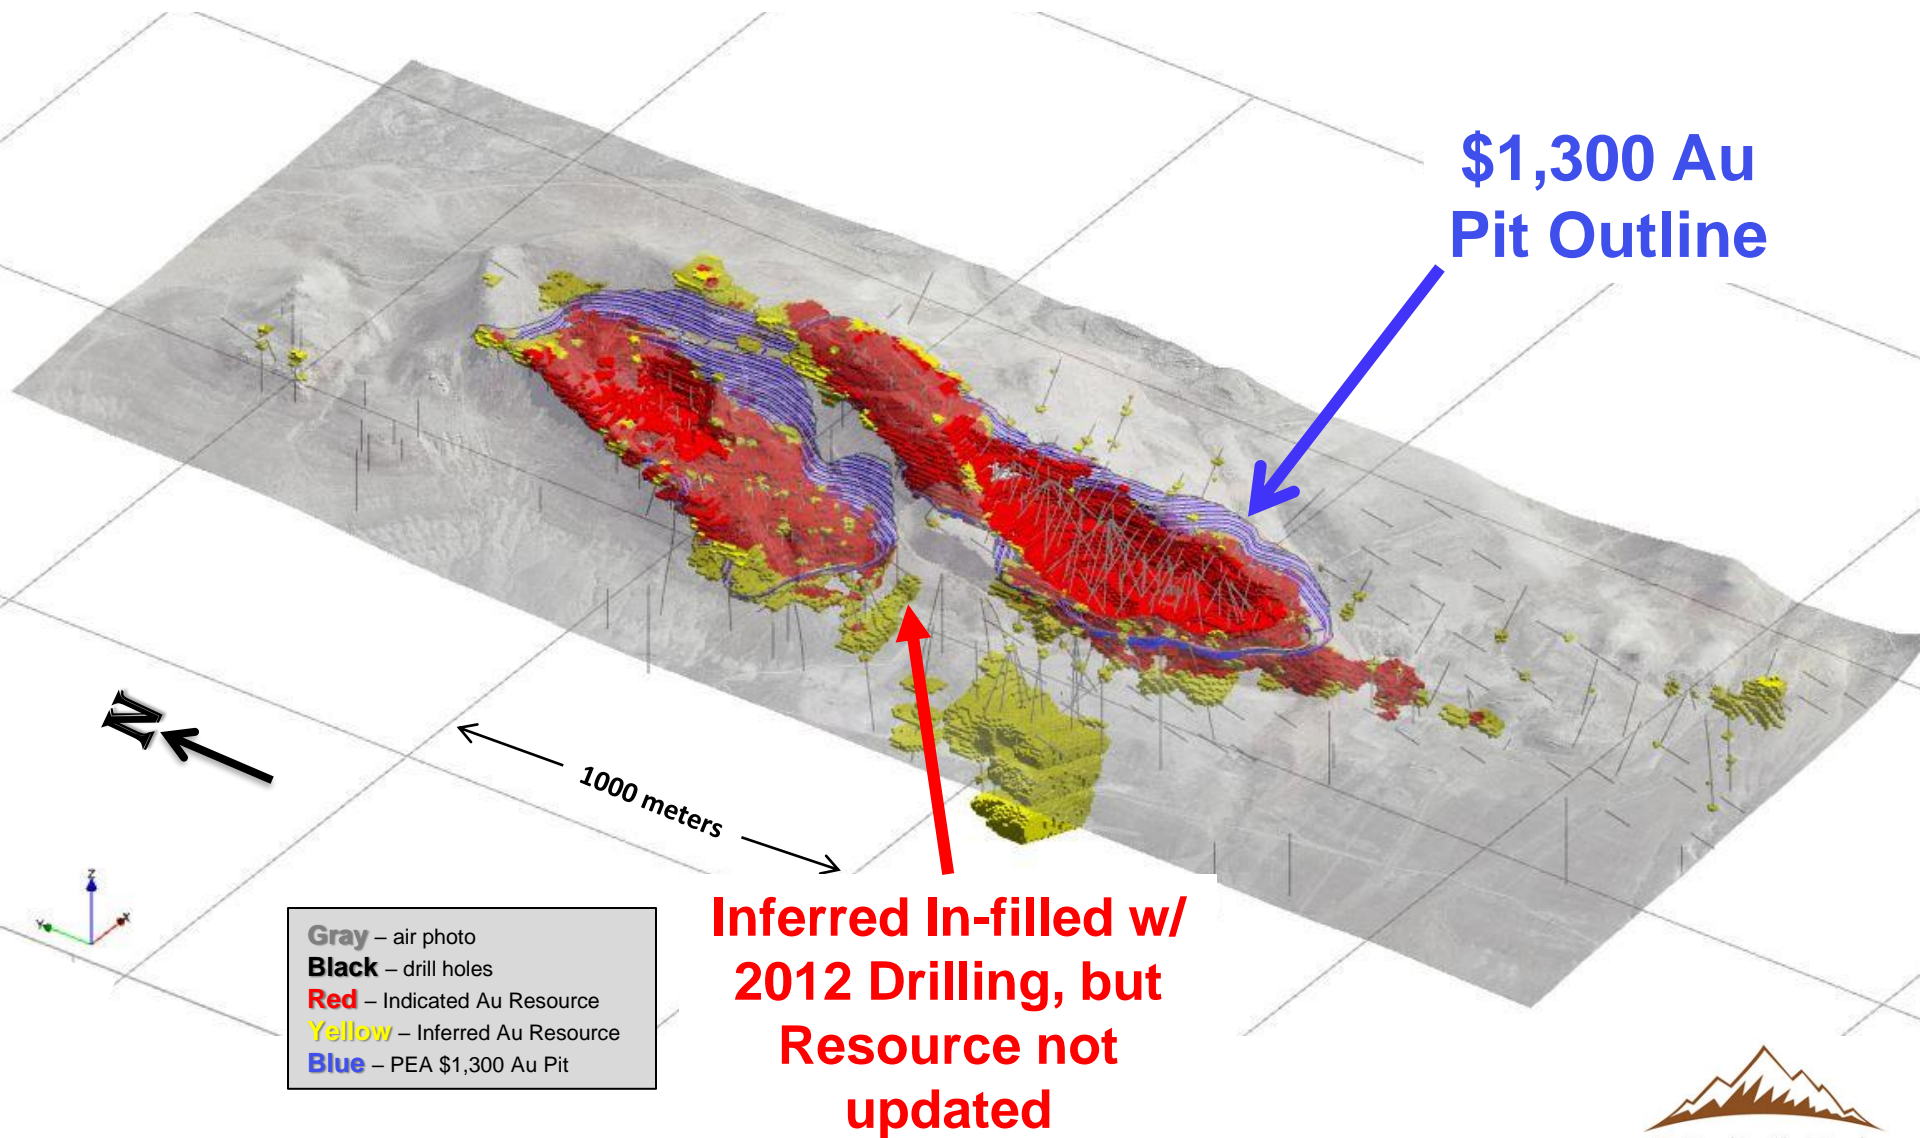 $1,300 Au
Pit Outline
N
1000 meters
Z
Y
X
Gray – air photo
Black – drill holes
Red – Indicated Au Resource
Yellow – Inferred Au Resource
Blue – PEA $1,300 Au Pit
Inferred In-filled w/
2012 Drilling, but
Resource not
updated